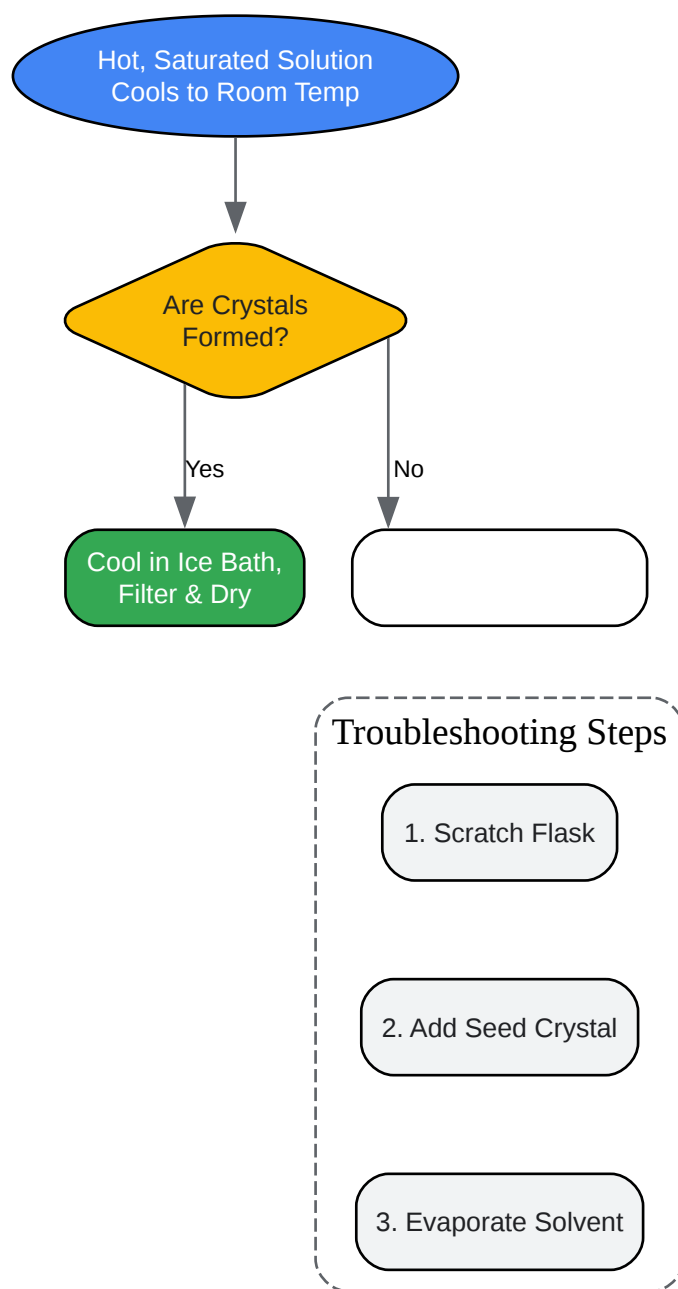 Hot, Saturated Solution
Cools to Room Temp
Are Crystals
Formed?
Yes
No
Cool in Ice Bath,
Filter & Dry
Troubleshooting Steps
1. Scratch Flask
2. Add Seed Crystal
3. Evaporate Solvent